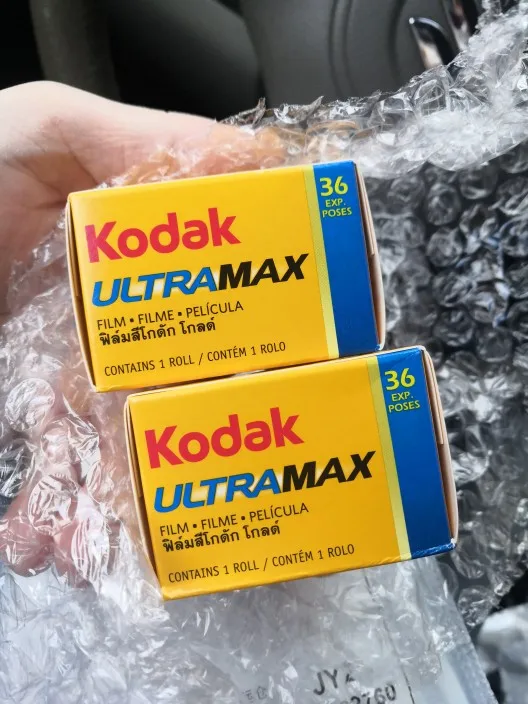 Kodak
ULTRAMAX
FILM • FILME • PELÍCULA
ฟิล์มสีโกดัก โกลด์
CONTAINS 1 ROLL / CONTÉM 1 ROLO
36
EXP.
POSES
Kodak
ULTRAMAX
FILM • FILME • PELÍCULA
ฟิล์มสีโกดัก โกลด์
CONTAINS 1 ROLL / CONTÉM 1 ROLO
36
EXP.
POSES